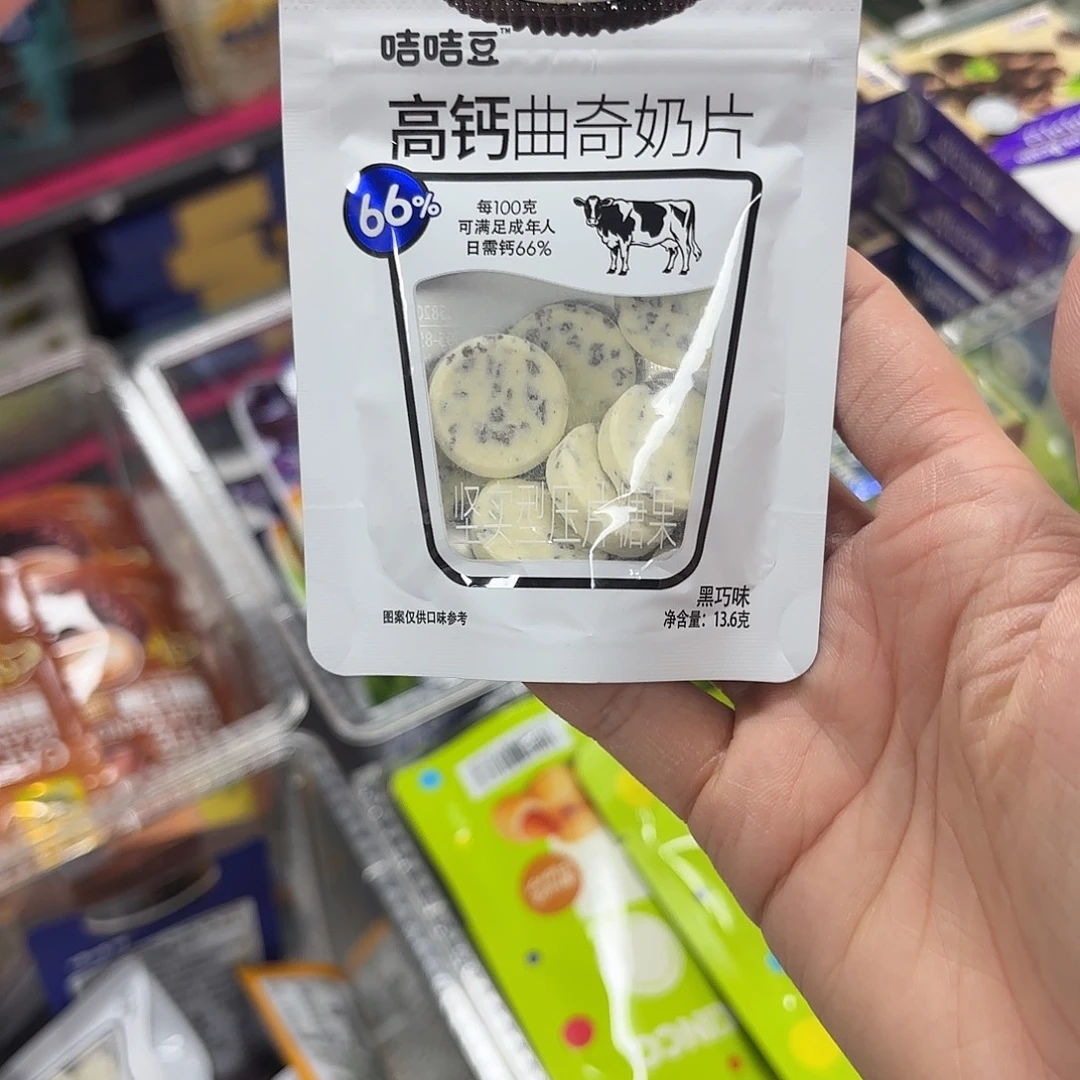 咭咭豆™
高钙曲奇奶片
66%
每100克
可满足成年人
日需钙66%
坚实型压片糖果
黑巧味
图案仅供口味参考
净含量：13.6克